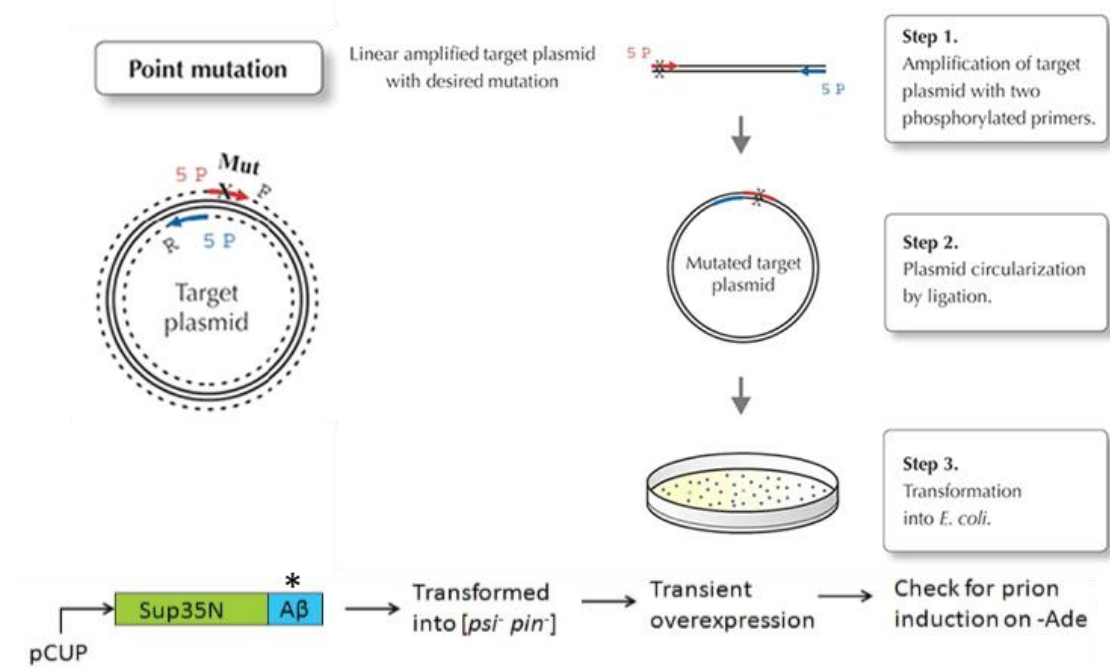 Point mutation
Linear amplified target plasmid
with desired mutation
5 P
5 P
Step 1.
Amplification of target
plasmid with two
phosphorylated primers.
Mut
5 P
X
F
R
5 P
Target
plasmid
Mutated target
plasmid
Step 2.
Plasmid circularization
by ligation.
Step 3.
Transformation
into E. coli.
*
Sup35N
Aβ
pCUP
Transformed
into [psi⁻ pin⁻]
Transient
overexpression
Check for prion
induction on -Ade